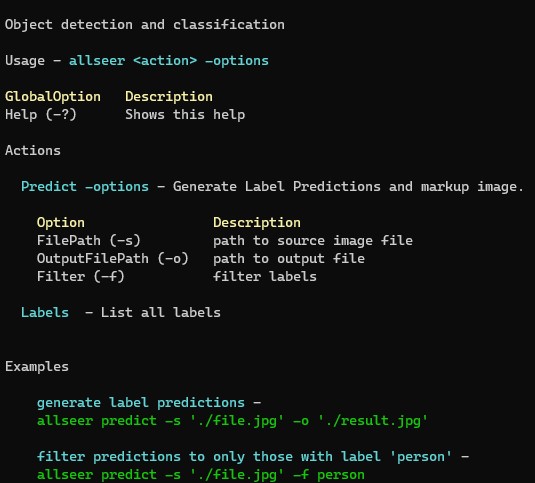 Object detection and classification
Usage - allseer <action> -options
GlobalOption Description
Help (-?) Shows this help
Actions
Predict -options - Generate Label Predictions and markup image.
Option Description
FilePath (-s) path to source image file
OutputFilePath (-o) path to output file
Filter (-f) filter labels
Labels - List all labels
Examples
generate label predictions -
allseer predict -s './file.jpg' -o './result.jpg'
filter predictions to only those with label 'person' -
allseer predict -s './file.jpg' -f person